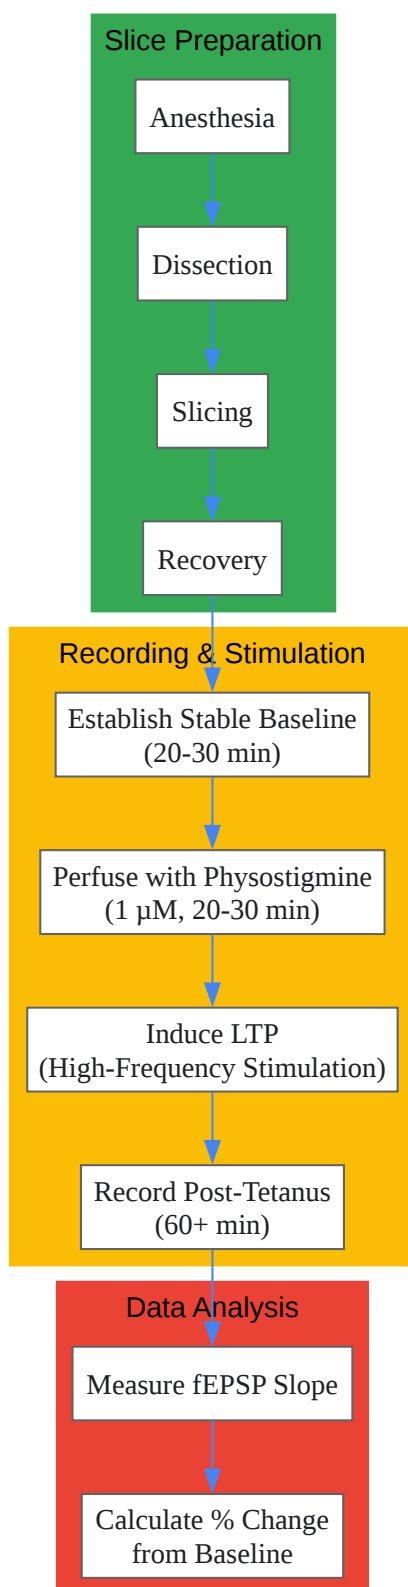 Slice Preparation
Anesthesia
Dissection
Slicing
Recovery
Recording & Stimulation
Establish Stable Baseline
(20-30 min)
Perfuse with Physostigmine
(1 µM, 20-30 min)
Induce LTP
(High-Frequency Stimulation)
Record Post-Tetanus
(60+ min)
Data Analysis
Measure fEPSP Slope
Calculate % Change
from Baseline